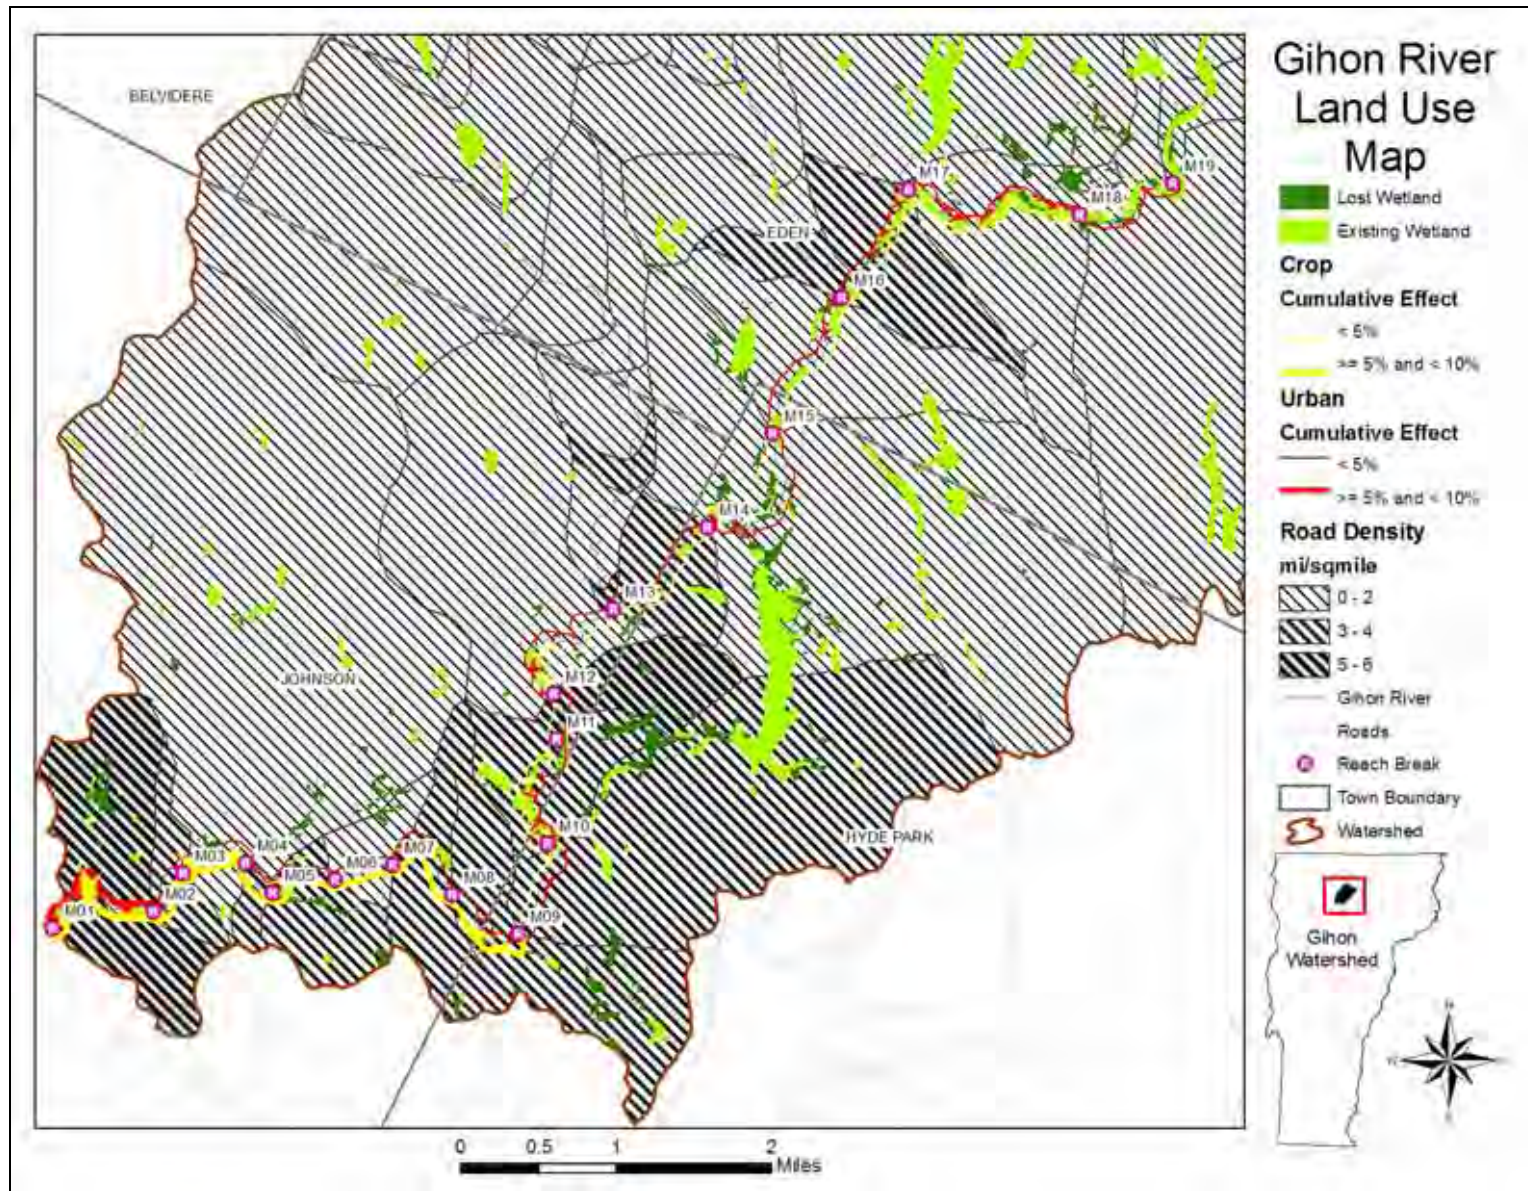 Gihon River
Land Use
Map
Lost Wetland
Existing Wetland
Crop
Cumulative Effect
< 5%
>= 5% and < 10%
Urban
Cumulative Effect
< 5%
>= 5% and < 10%
Road Density
mi/sqmile
0 - 2
3 - 4
5 - 6
Gihon River
Roads
R Reach Break
Town Boundary
Watershed
Gihon
Watershed
BELVIDERE
EDEN
JOHNSON
HYDE PARK
R M19
R M18
R M17
R M16
R M15
R M14
R M13
R M12
R M11
R M10
R M09
R M08
R M07
R M06
R M05
R M04
R M03
R M02
R M01
0 0.5 1 2
Miles